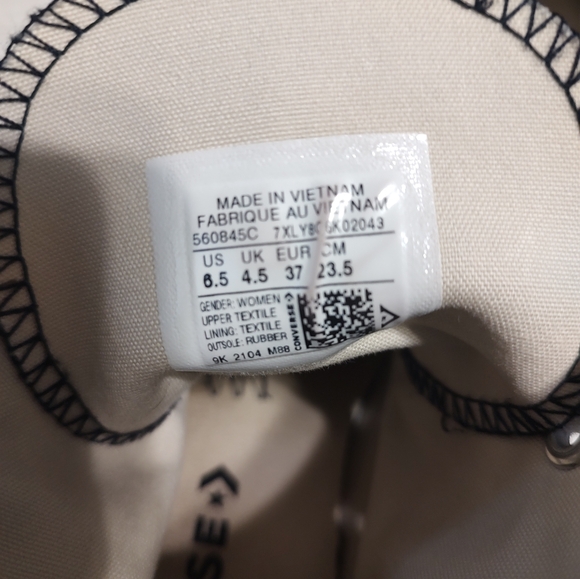 MADE IN VIETNAM
FABRIQUE AU VIETNAM
560845C
US UK EUR CM
6.5 4.5 37 23.5
GENDER: WOMEN
UPPER TEXTILE
LINING: TEXTILE
OUTSOLE: RUBBER
9K 2104 M88
CONVERSE
SE